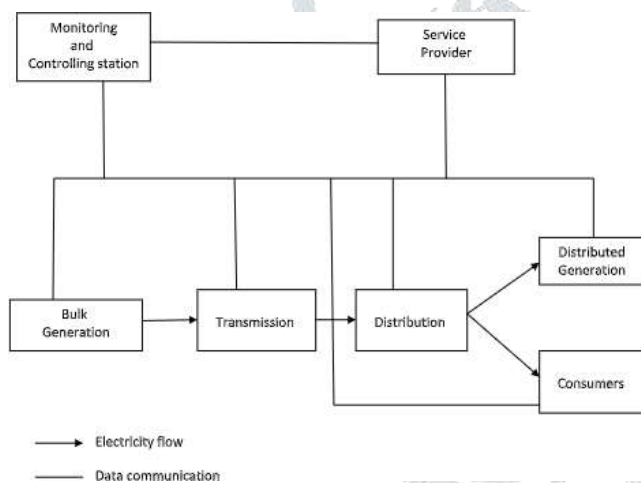 Monitoring
and
Controlling station
Service
Provider
Distributed
Generation
Bulk
Generation
Transmission
Distribution
Consumers
Electricity flow
Data communication